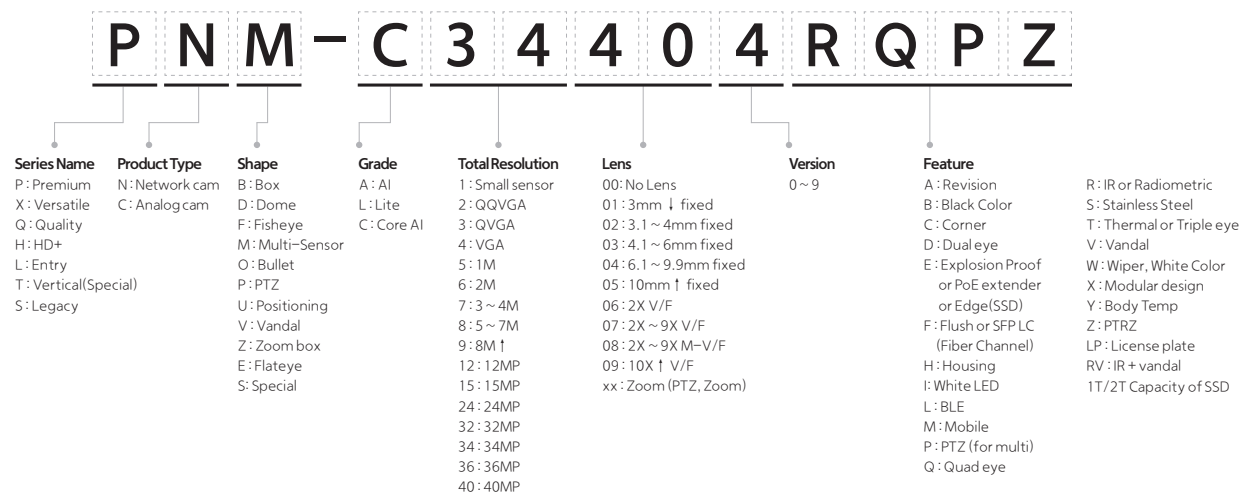 PNM-C34404RQPZ
Series Name
P : Premium
X : Versatile
Q : Quality
H : HD+
L : Entry
T : Vertical(Special)
S : Legacy
Product Type
N : Network cam
C : Analog cam
Shape
B : Box
D : Dome
F : Fisheye
M : Multi-Sensor
O : Bullet
P : PTZ
U : Positioning
V : Vandal
Z : Zoom box
E : Flateye
S: Special
Grade
A : AI
L : Lite
C : Core AI
Total Resolution
1 : Small sensor
2 : QQVGA
3 : QVGA
4 : VGA
5 : 1M
6 : 2M
7 : 3 ~ 4M
8 : 5 ~ 7M
9 : 8M ↑
12 : 12MP
15 : 15MP
24 : 24MP
32 : 32MP
34 : 34MP
36 : 36MP
40 : 40MP
Lens
00: No Lens
01 : 3mm ↓ fixed
02 : 3.1 ~ 4mm fixed
03 : 4.1 ~ 6mm fixed
04 : 6.1 ~ 9.9mm fixed
05 : 10mm ↑ fixed
06 : 2X V/F
07 : 2X ~ 9X V/F
08 : 2X ~ 9X M-V/F
09 : 10X ↑ V/F
xx : Zoom (PTZ, Zoom)
Version
0 ~ 9
Feature
A : Revision
B : Black Color
C : Corner
D : Dual eye
E : Explosion Proof
or PoE extender
or Edge(SSD)
F : Flush or SFP LC
(Fiber Channel)
H : Housing
I: White LED
L : BLE
M : Mobile
P : PTZ (for multi)
Q : Quad eye
R : IR or Radiometric
S : Stainless Steel
T : Thermal or Triple eye
V : Vandal
W : Wiper, White Color
X : Modular design
Y : Body Temp
Z : PTRZ
LP : License plate
RV : IR + vandal
1T/2T Capacity of SSD